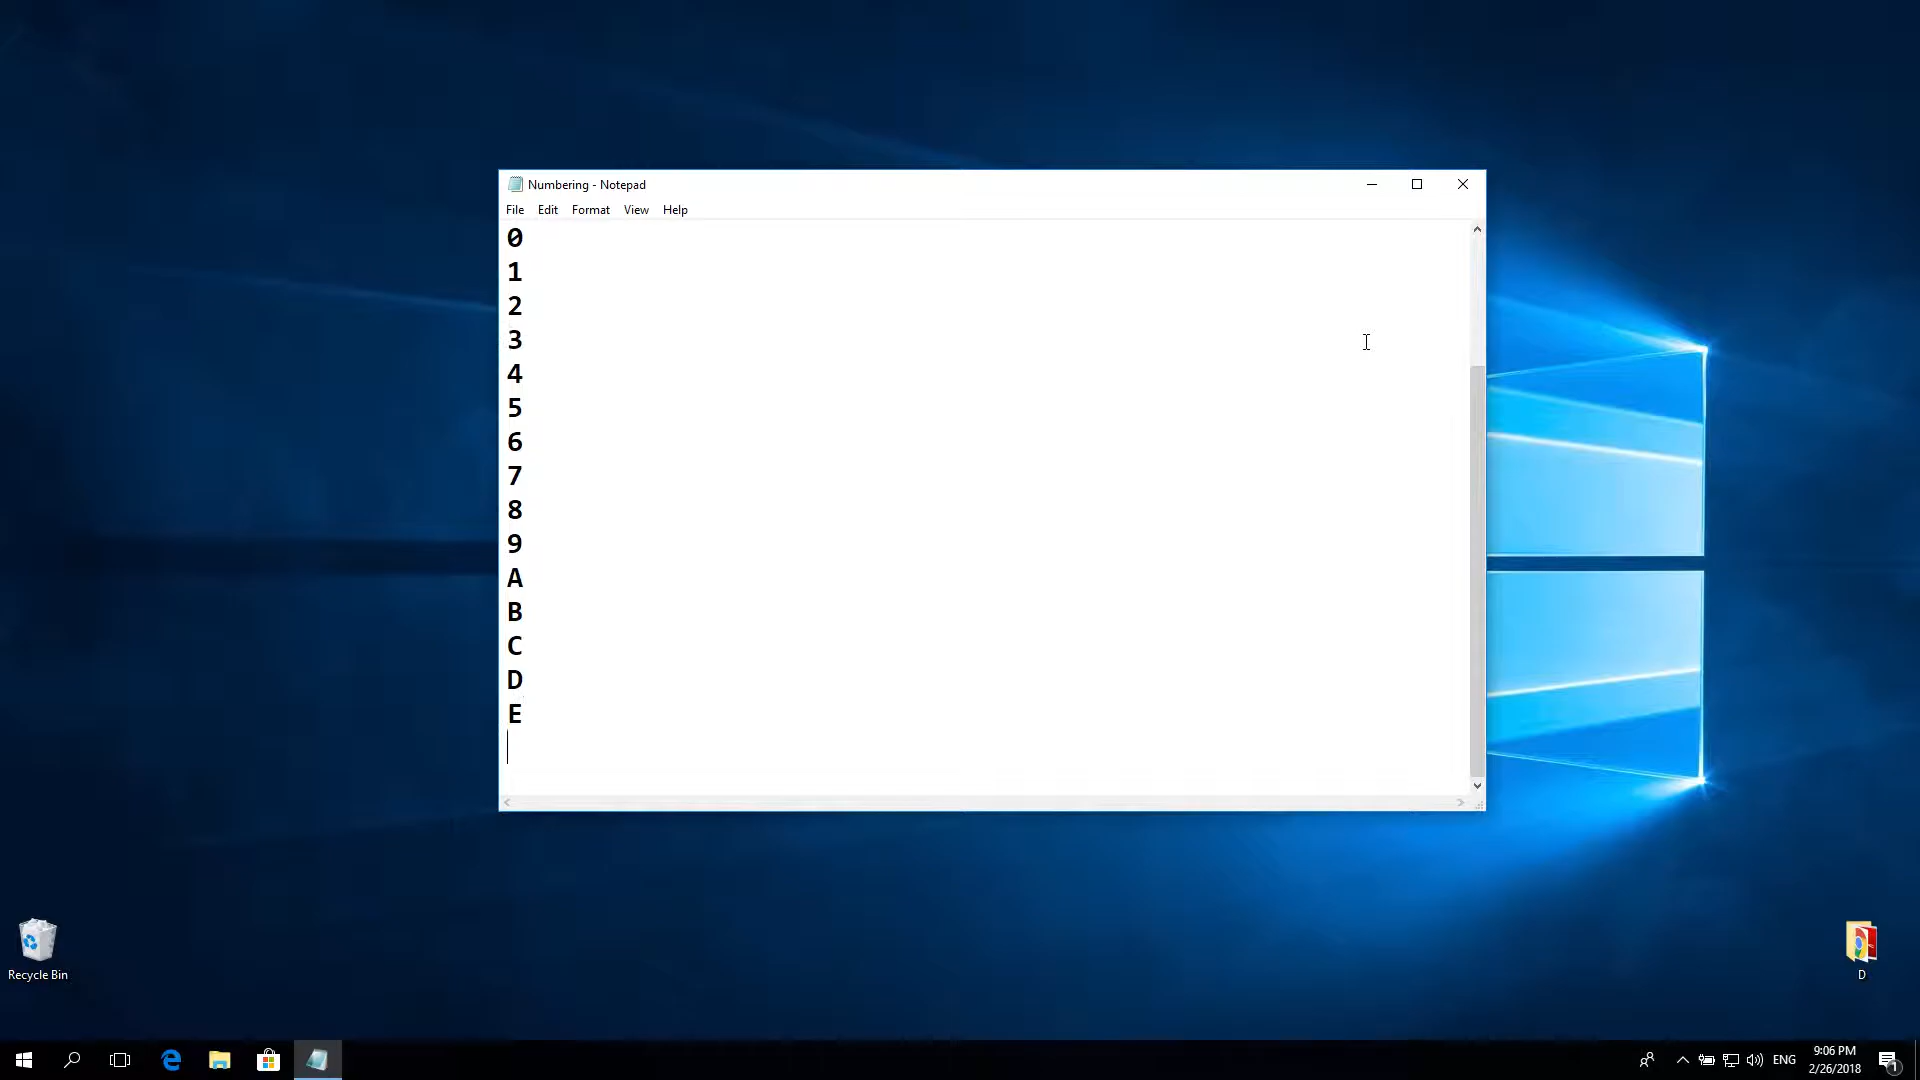 Numbering - Notepad
File Edit Format View Help
0
1
2
3
4
5
6
7
8
9
A
B
C
D
E
Recycle Bin
D
ENG
9:06 PM
2/26/2018
1